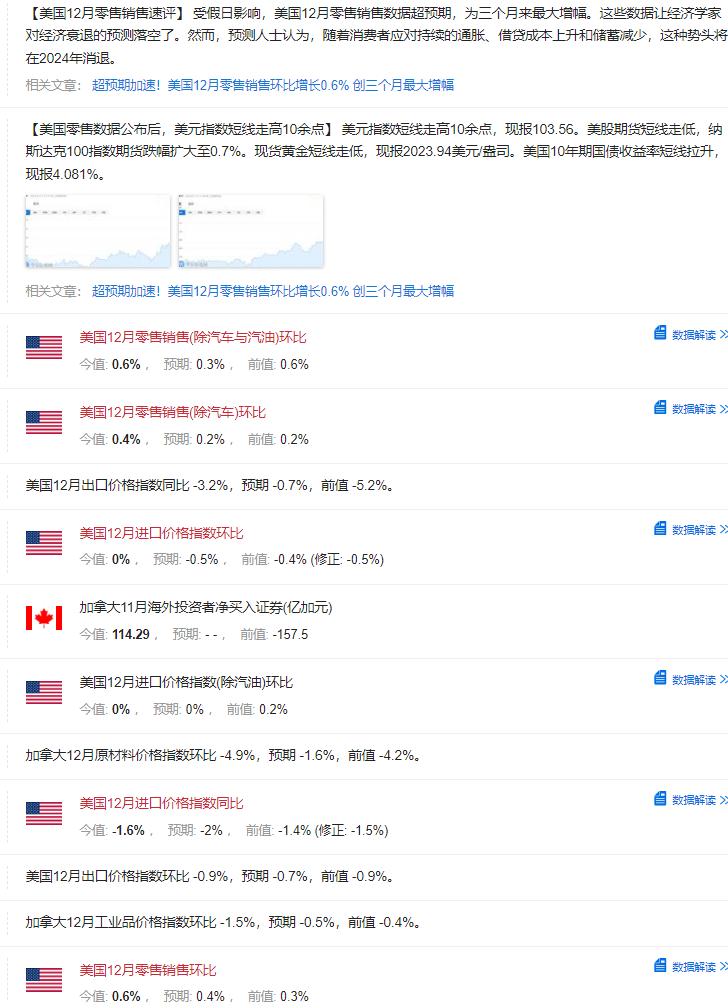 【美国12月零售销售速评】 受假日影响，美国12月零售销售数据超预期，为三个月来最大增幅。这些数据让经济学家
对经济衰退的预测落空了。然而，预测人士认为，随着消费者应对持续的通胀、借贷成本上升和储蓄减少，这种势头将
在2024年消退。
相关文章： 超预期加速！美国12月零售销售环比增长0.6% 创三个月最大增幅
【美国零售数据公布后，美元指数短线走高10余点】 美元指数短线走高10余点，现报103.56。美股期货短线走低，纳
斯达克100指数期货跌幅扩大至0.7%。现货黄金短线走低，现报2023.94美元/盎司。美国10年期国债收益率短线拉升，
现报4.081%。
相关文章： 超预期加速！美国12月零售销售环比增长0.6% 创三个月最大增幅
美国12月零售销售(除汽车与汽油)环比
数据解读
今值: 0.6% ， 预期: 0.3% ， 前值: 0.6%
美国12月零售销售(除汽车)环比
数据解读
今值: 0.4% ， 预期: 0.2% ， 前值: 0.2%
美国12月出口价格指数同比 -3.2%，预期 -0.7%，前值 -5.2%。
美国12月进口价格指数环比
数据解读
今值: 0% ， 预期: -0.5% ， 前值: -0.4% (修正: -0.5%)
加拿大11月海外投资者净买入证券(亿加元)
今值: 114.29 ， 预期: - - ， 前值: -157.5
美国12月进口价格指数(除汽油)环比
数据解读
今值: 0% ， 预期: 0% ， 前值: 0.2%
加拿大12月原材料价格指数环比 -4.9%，预期 -1.6%，前值 -4.2%。
美国12月进口价格指数同比
数据解读
今值: -1.6% ， 预期: -2% ， 前值: -1.4% (修正: -1.5%)
美国12月出口价格指数环比 -0.9%，预期 -0.7%，前值 -0.9%。
加拿大12月工业品价格指数环比 -1.5%，预期 -0.5%，前值 -0.4%。
美国12月零售销售环比
数据解读
今值: 0.6% ， 预期: 0.4% ， 前值: 0.3%